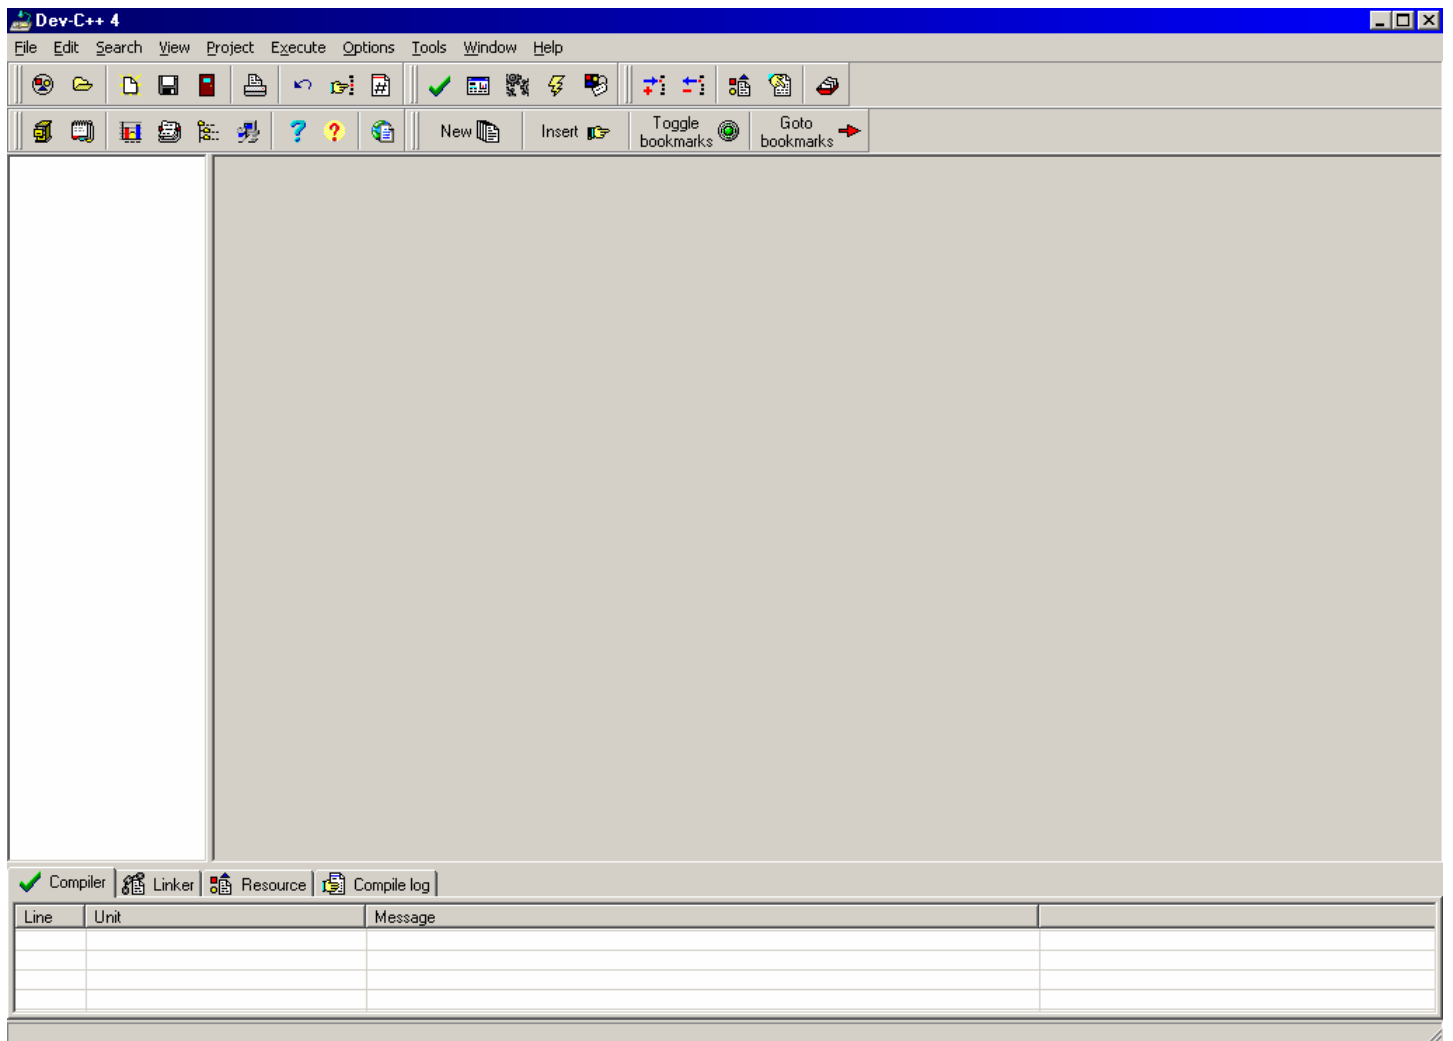 Dev-C++ 4
File Edit Search View Project Execute Options Tools Window Help
New Insert Toggle bookmarks Goto bookmarks
Compiler Linker Resource Compile log
Line Unit Message